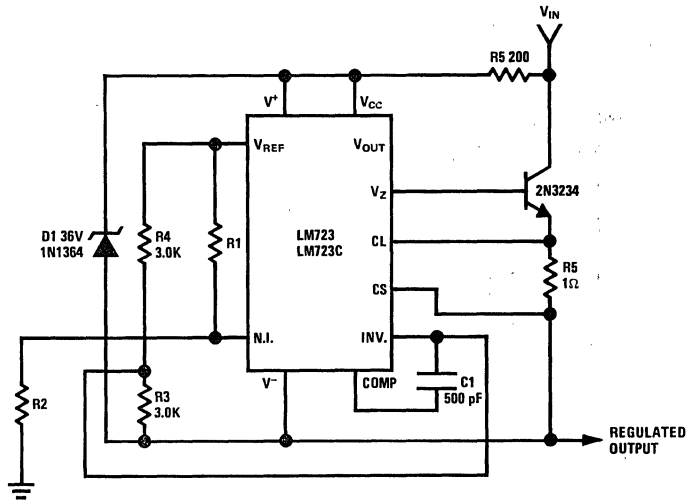 V_IN
R5 200
V+
V_CC
V_REF
V_OUT
V_Z
2N3234
D1 36V
1N1364
R4
3.0K
R1
LM723
LM723C
CL
R5
1Ω
CS
N.I.
INV.
R3
3.0K
V−
COMP
C1
500 pF
R2
REGULATED
OUTPUT